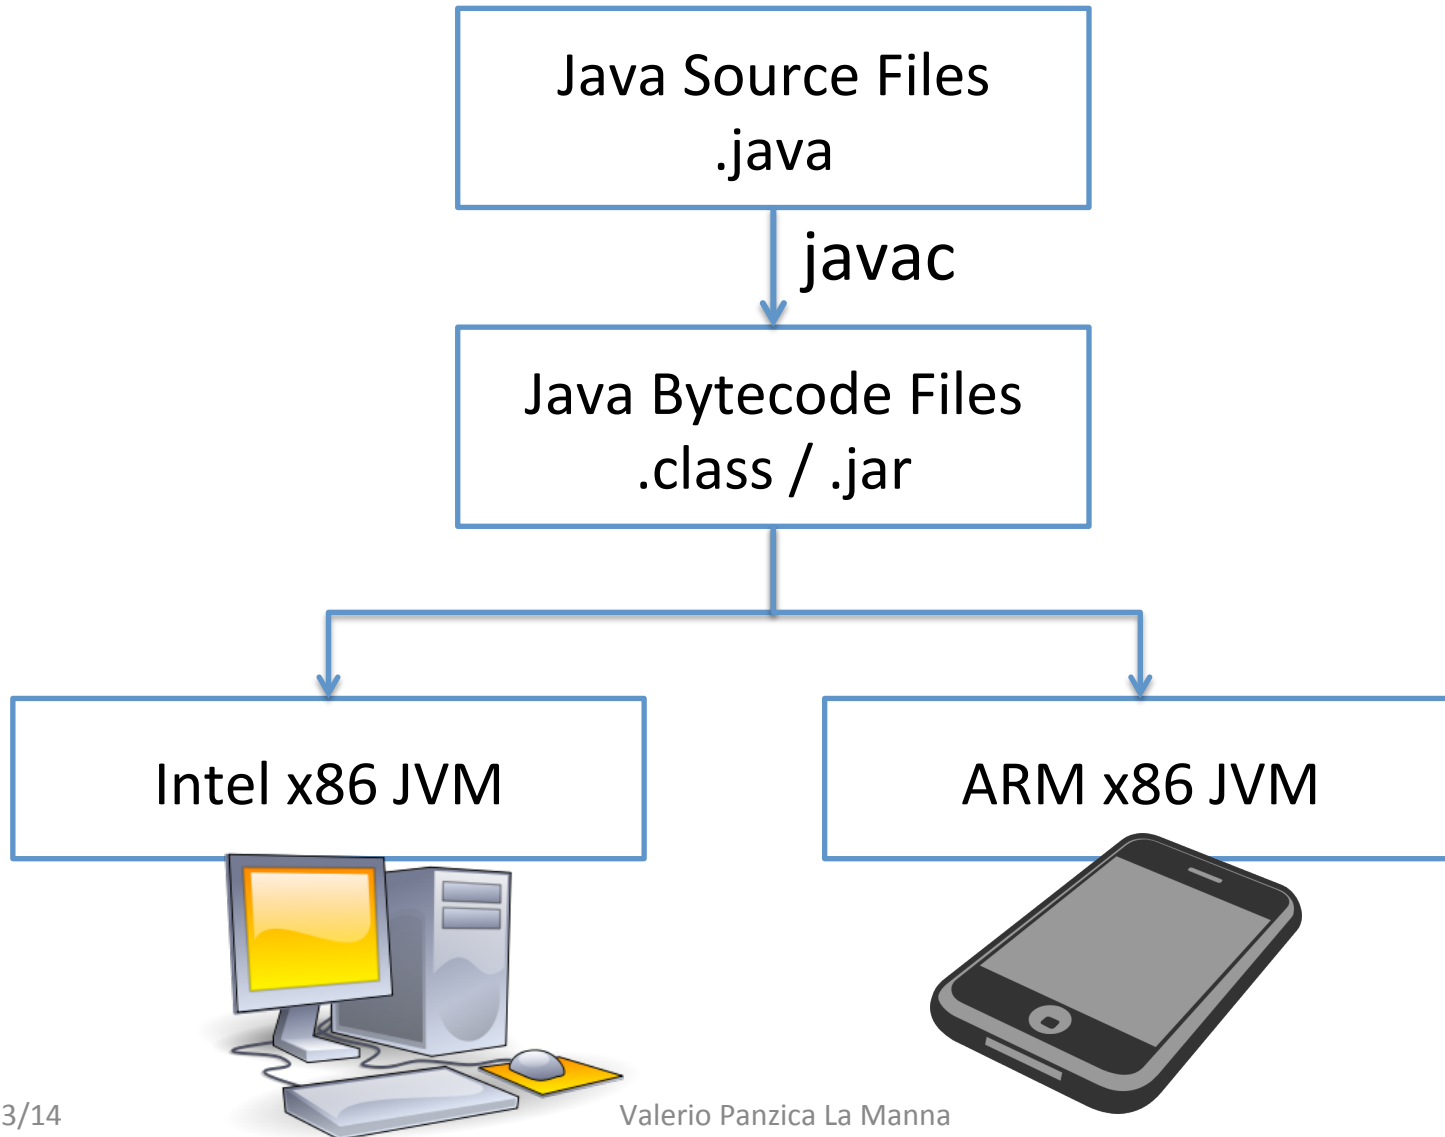 Java Source Files
.java
javac
Java Bytecode Files
.class / .jar
Intel x86 JVM
ARM x86 JVM
3/14
Valerio Panzica La Manna